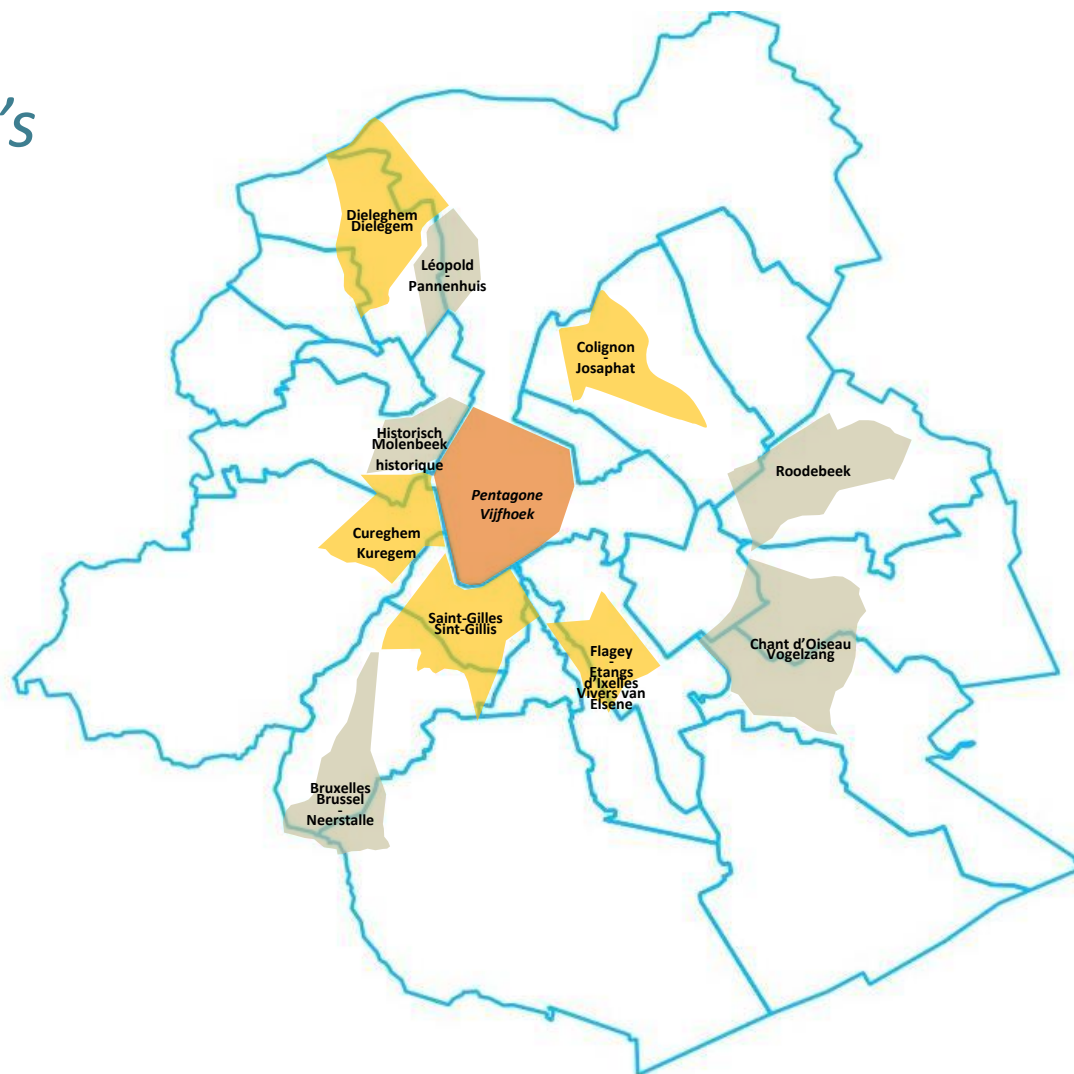 's
Dieleghem
Dielegem
Léopold
-
Pannenhuis
Colignon
-
Josaphat
Historisch
Molenbeek
historique
Roodebeek
Pentagone
Vijfhoek
Cureghem
Kuregem
Saint-Gilles
Sint-Gillis
Flagey
-
Etangs
d'Ixelles
Vivers van
Elsene
Chant d'Oiseau
Vogelzang
Bruxelles
Brussel
-
Neerstalle